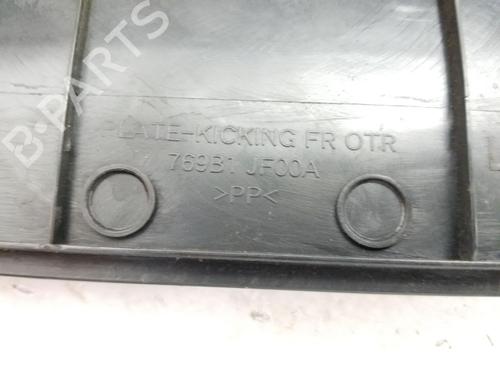 B-PARTS
PLATE-KICKING FR OTR
769B1 JF00A
>PP<
L